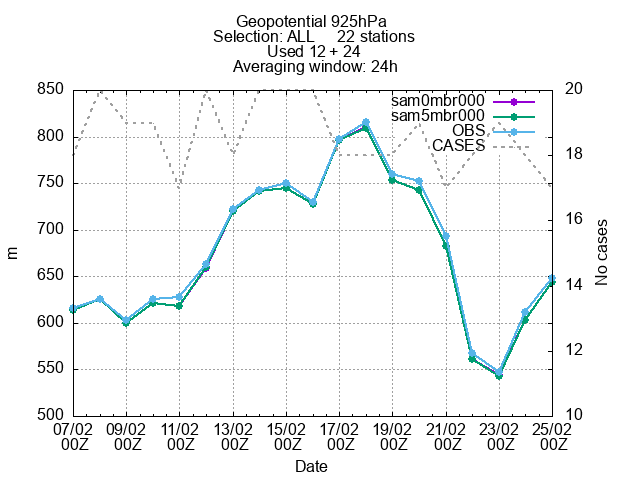 Geopotential 925hPa
Selection: ALL     22 stations
Used 12 + 24
Averaging window: 24h
850 20
sam0mbr000
sam5mbr000
OBS
CASES
800 18
750
700 16
m No cases
650 14
600
12
550
500 10
07/02 09/02 11/02 13/02 15/02 17/02 19/02 21/02 23/02 25/02
00Z 00Z 00Z 00Z 00Z 00Z 00Z 00Z 00Z 00Z
Date